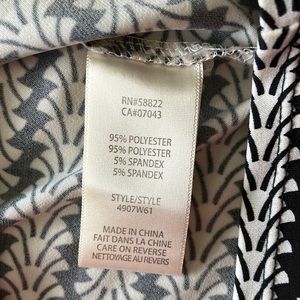 RN#58822
CA#07043
95% POLYESTER
95% POLYESTER
5% SPANDEX
5% SPANDEX
STYLE/STYLE
4907W61
MADE IN CHINA
FAIT DANS LA CHINE
CARE ON REVERSE
NETTOYAGE AU REVERS